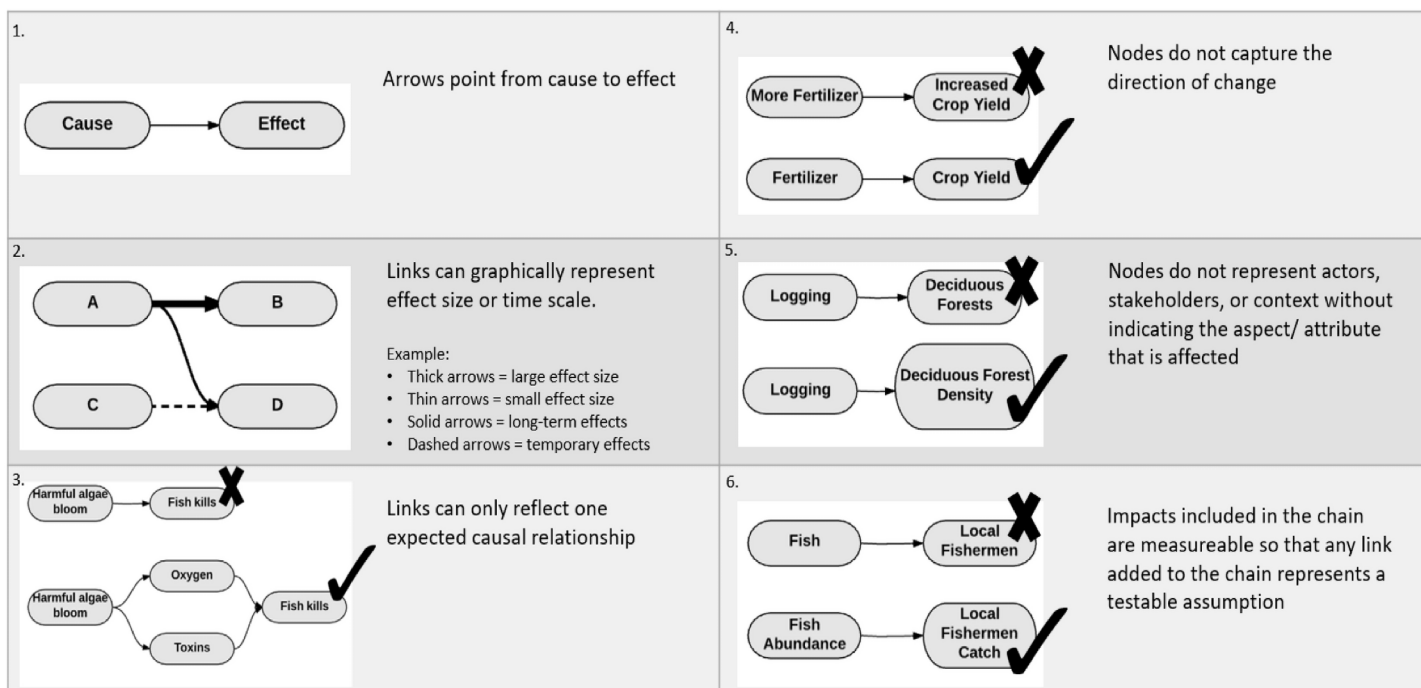 1.
Cause
Effect
Arrows point from cause to effect
2.
A
B
C
D
Links can graphically represent
effect size or time scale.
Example:
• Thick arrows = large effect size
• Thin arrows = small effect size
• Solid arrows = long-term effects
• Dashed arrows = temporary effects
3.
Harmful algae
bloom
Fish kills
Harmful algae
bloom
Oxygen
Toxins
Fish kills
Links can only reflect one
expected causal relationship
4.
More Fertilizer
Increased
Crop Yield
Fertilizer
Crop Yield
Nodes do not capture the
direction of change
5.
Logging
Deciduous
Forests
Logging
Deciduous Forest
Density
Nodes do not represent actors,
stakeholders, or context without
indicating the aspect/ attribute
that is affected
6.
Fish
Local
Fishermen
Fish
Abundance
Local
Fishermen
Catch
Impacts included in the chain
are measureable so that any link
added to the chain represents a
testable assumption